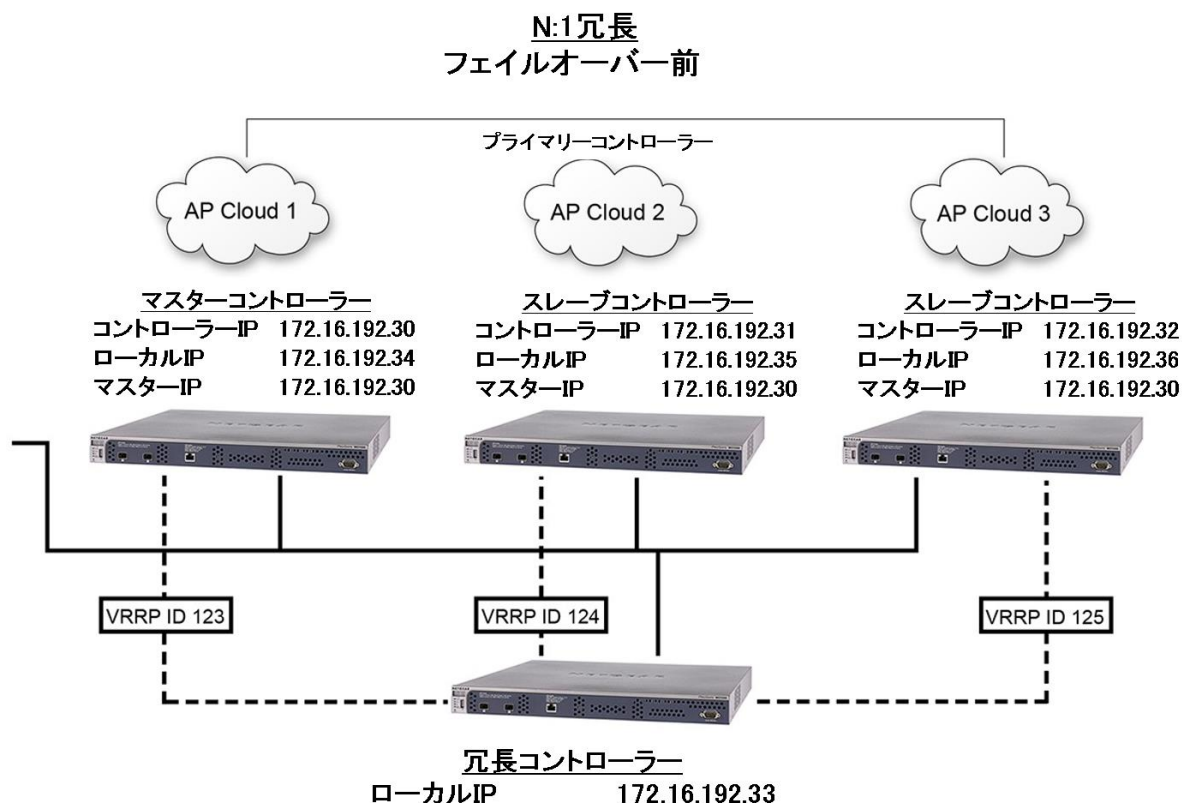 N:1冗長
フェイルオーバー前
プライマリーコントローラー
AP Cloud 1
AP Cloud 2
AP Cloud 3
マスターコントローラー
コントローラーIP 172.16.192.30
ローカルIP 172.16.192.34
マスターIP 172.16.192.30
スレーブコントローラー
コントローラーIP 172.16.192.31
ローカルIP 172.16.192.35
マスターIP 172.16.192.30
スレーブコントローラー
コントローラーIP 172.16.192.32
ローカルIP 172.16.192.36
マスターIP 172.16.192.30
NETGEAR
NETGEAR
NETGEAR
VRRP ID 123
VRRP ID 124
VRRP ID 125
NETGEAR
冗長コントローラー
ローカルIP 172.16.192.33